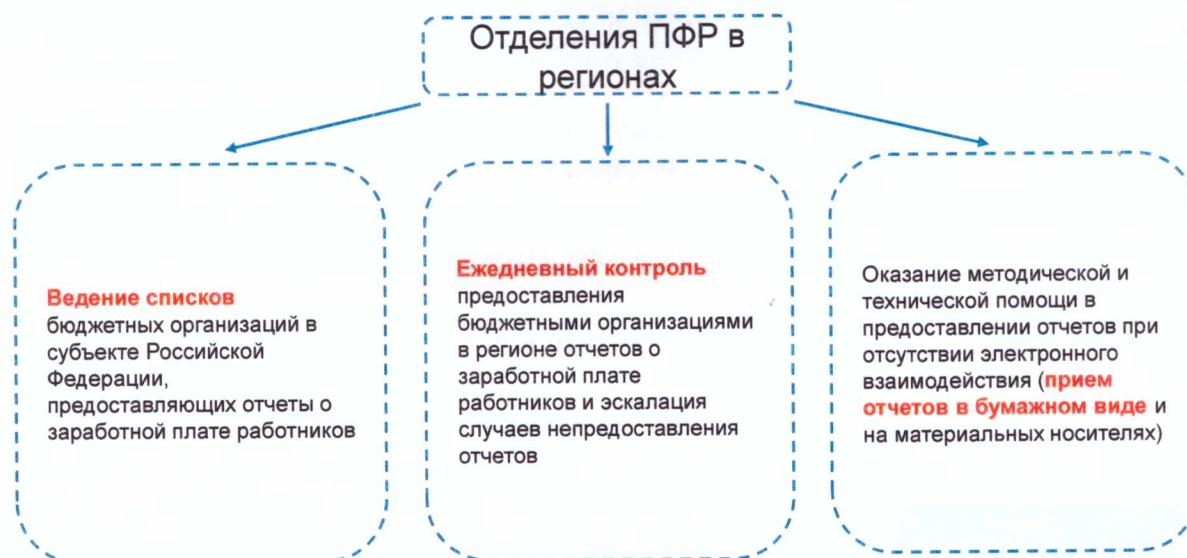 Отделения ПФР в
регионах
Ведение списков
бюджетных организаций в
субъекте Российской
Федерации,
предоставляющих отчеты о
заработной плате работников
Ежедневный контроль
предоставления
бюджетными организациями
в регионе отчетов о
заработной плате
работников и эскалация
случаев непредоставления
отчетов
Оказание методической и
технической помощи в
предоставлении отчетов при
отсутствии электронного
взаимодействия (прием
отчетов в бумажном виде и
на материальных носителях)